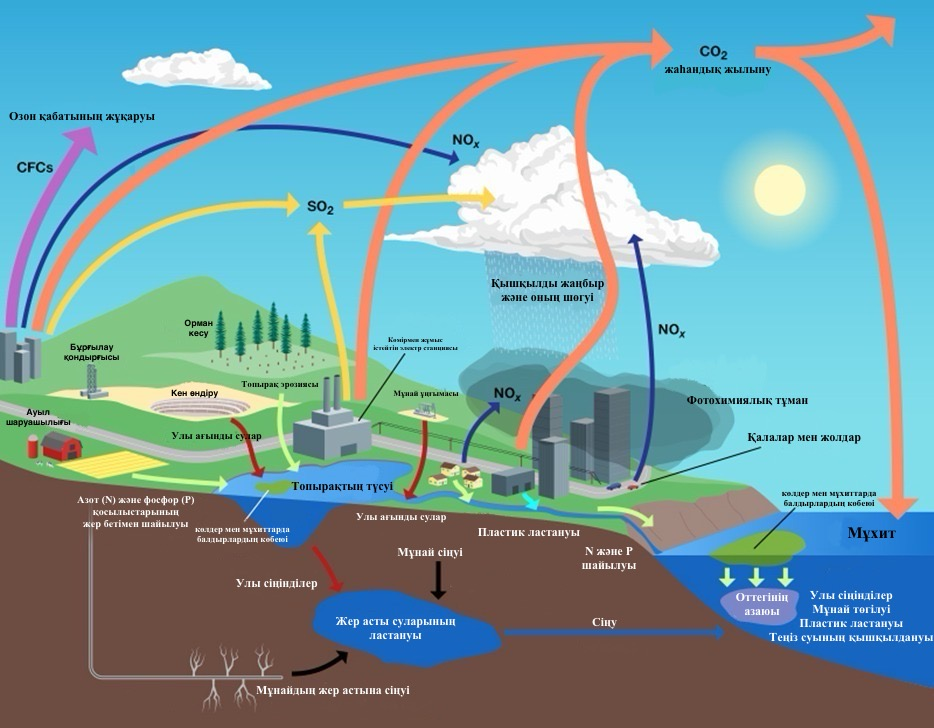 CO2
жаһандық жылыну
Озон қабатының жұқаруы
CFCs
NOx
SO2
Қышқылды жаңбыр
және оның шөгуі
Орман
кесу
Көмірмен жұмыс
істейтін электр станциясы
Бұрғылау
қондырғысы
NOx
Топырақ эрозиясы
Кен өндіру
Мұнай ұңғымасы
NOx
Фотохимиялық тұман
Ауыл
шаруашылығы
Улы ағынды сулар
Қалалар мен жолдар
Топырақтың түсуі
Азот (N) және фосфор (P)
қосылыстарының
жер бетімен шайылуы
көлдер мен мұхиттарда
балдырлардың көбеюі
көлдер мен мұхиттарда
балдырлардың көбеюі
Улы ағынды сулар
Пластик ластануы
Мұхит
Мұнай сіңуі
N және P
шайылуы
Улы сіңінділер
Оттегінің
азаюы
Улы сіңінділер
Мұнай төгілуі
Пластик ластануы
Теңіз суының қышқылдануы
Жер асты суларының
ластануы
Сіңу
Мұнайдың жер астына сіңуі